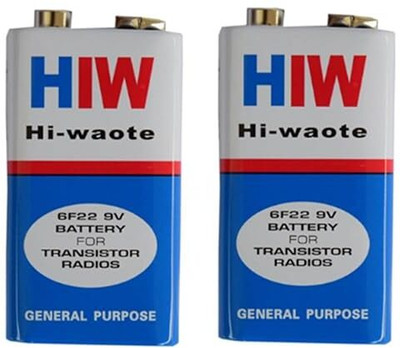 HIW
Hi-waote
6F22 9V
BATTERY
FOR
TRANSISTOR
RADIOS
GENERAL PURPOSE
HIW
Hi-waote
6F22 9V
BATTERY
FOR
TRANSISTOR
RADIOS
GENERAL PURPOSE